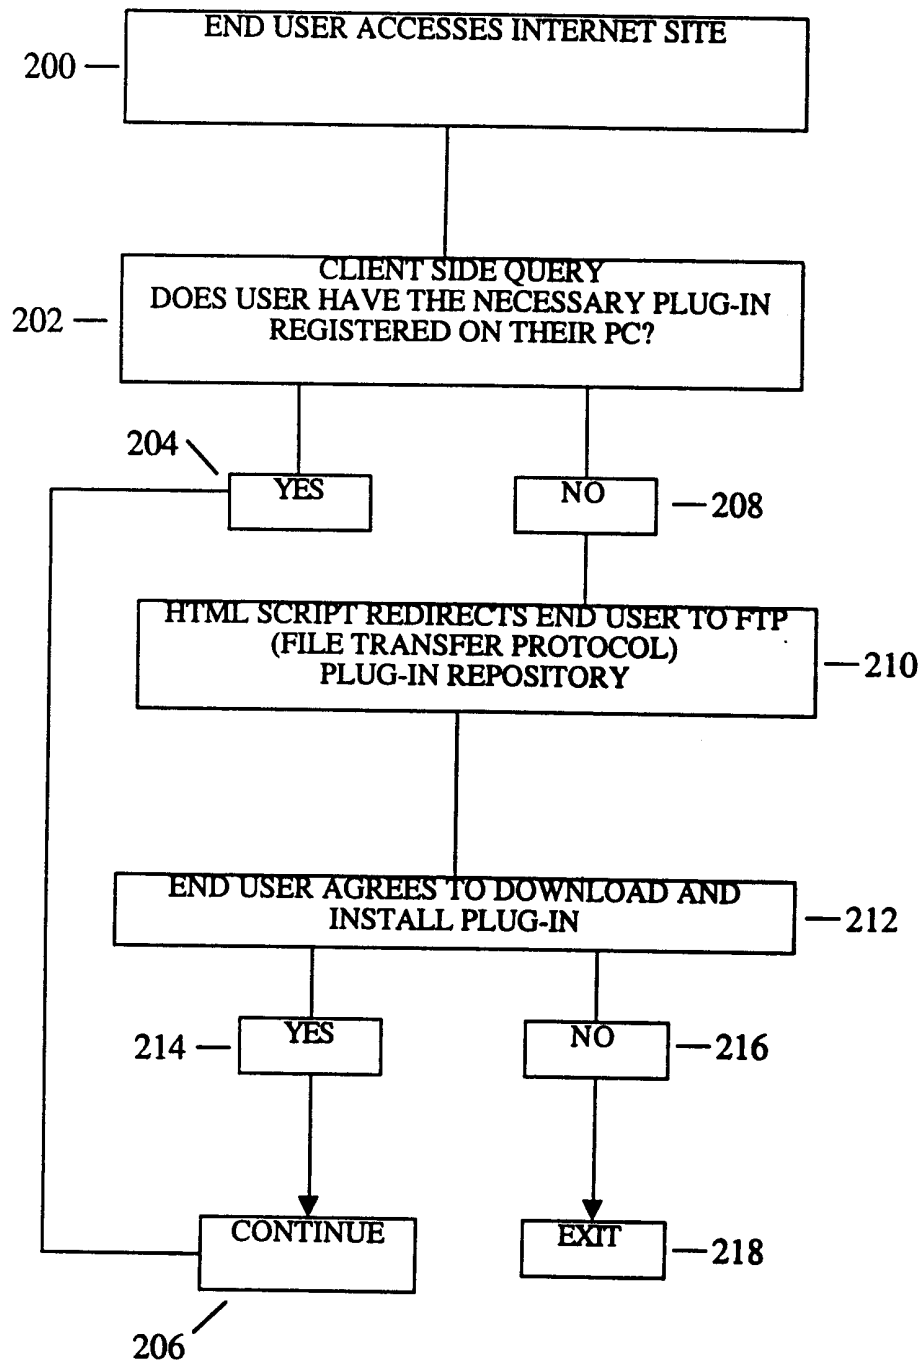 END USER ACCESSES INTERNET SITE
200
CLIENT SIDE QUERY
DOES USER HAVE THE NECESSARY PLUG-IN
REGISTERED ON THEIR PC?
202
204
YES
NO
208
HTML SCRIPT REDIRECTS END USER TO FTP
(FILE TRANSFER PROTOCOL)
PLUG-IN REPOSITORY
210
END USER AGREES TO DOWNLOAD AND
INSTALL PLUG-IN
212
214
YES
NO
216
CONTINUE
EXIT
218
206